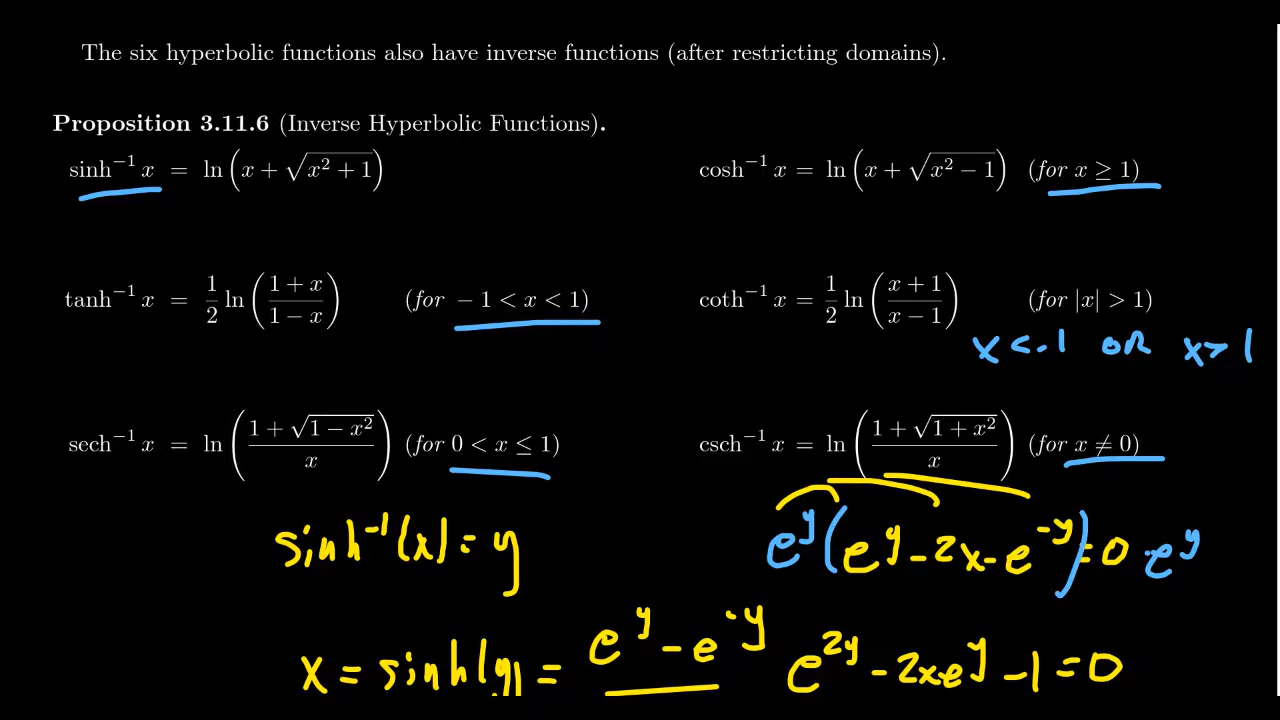 The six hyperbolic functions also have inverse functions (after restricting domains).
Proposition 3.11.6 (Inverse Hyperbolic Functions).
sinh⁻¹ x = ln(x + √(x² + 1))
cosh⁻¹ x = ln(x + √(x² − 1)) (for x ≥ 1)
tanh⁻¹ x = 1/2 ln((1 + x)/(1 − x)) (for − 1 < x < 1)
coth⁻¹ x = 1/2 ln((x + 1)/(x − 1)) (for |x| > 1)
x < -1 OR x > 1
sech⁻¹ x = ln((1 + √(1 − x²))/x) (for 0 < x ≤ 1)
csch⁻¹ x = ln((1 + √(1 + x²))/x) (for x ≠ 0)
sinh⁻¹(x) = y
e^y(e^y - 2x - e^-y) = 0 · e^y
x = sinh(y) = e^y - e^-y
e^2y - 2xe^y - 1 = 0